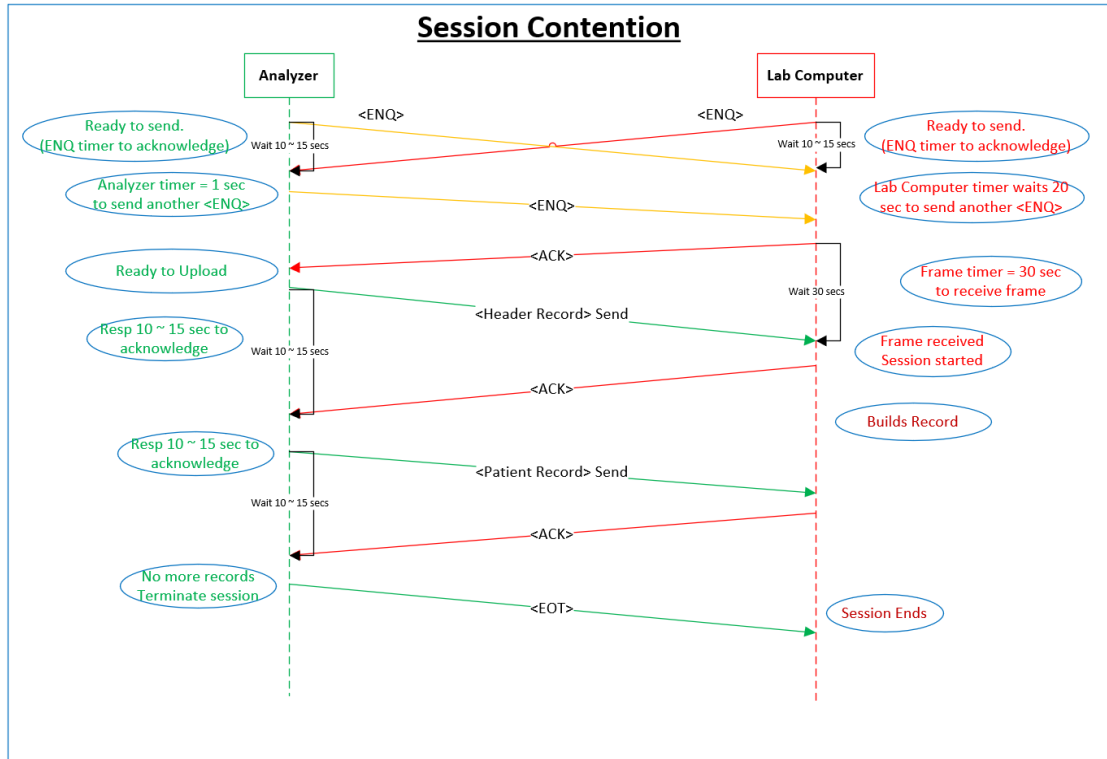 Session Contention
Analyzer
Lab Computer
<ENQ>
<ENQ>
Ready to send.
(ENQ timer to acknowledge)
Wait 10 ~ 15 secs
Wait 10 ~ 15 secs
Ready to send.
(ENQ timer to acknowledge)
Analyzer timer = 1 sec
to send another <ENQ>
<ENQ>
Lab Computer timer waits 20
sec to send another <ENQ>
<ACK>
Ready to Upload
Wait 30 secs
Frame timer = 30 sec
to receive frame
<Header Record> Send
Resp 10 ~ 15 sec to
acknowledge
Wait 10 ~ 15 secs
Frame received
Session started
<ACK>
Builds Record
Resp 10 ~ 15 sec to
acknowledge
<Patient Record> Send
Wait 10 ~ 15 secs
<ACK>
No more records
Terminate session
<EOT>
Session Ends